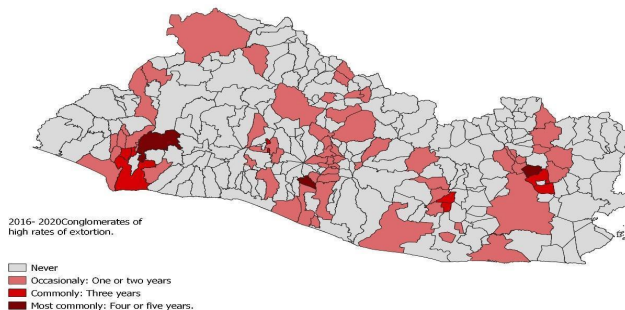 2016- 2020Conglomerates of
high rates of extortion.
Never
Occasionaly: One or two years
Commonly: Three years
Most commonly: Four or five years.